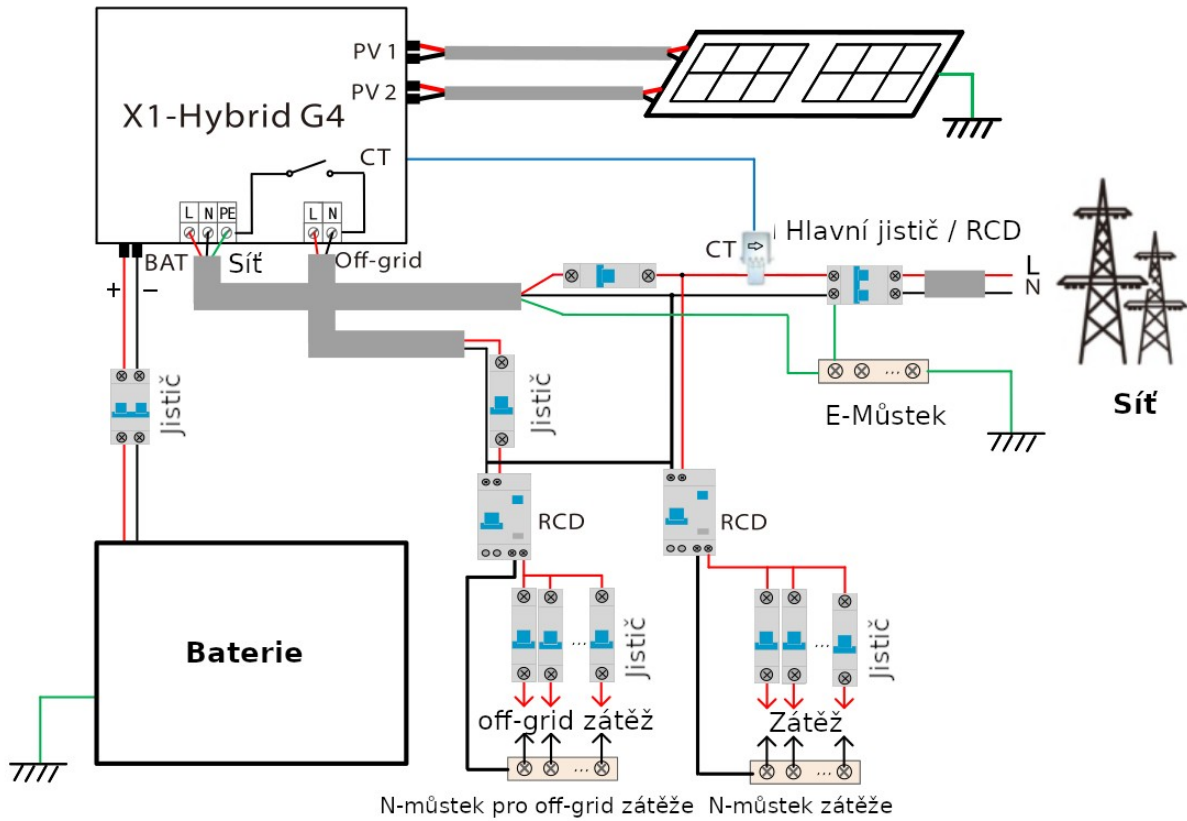 PV 1
PV 2
X1-Hybrid G4
CT
L N PE
L N
BAT
Síť
Off-grid
+
−
CT
Hlavní jistič / RCD
L
N
Síť
E-Můstek
...
Jistič
Jistič
RCD
RCD
Baterie
...
Jistič
...
Jistič
off-grid zátěž
Zátěž
...
...
N-můstek pro off-grid zátěže
N-můstek zátěže